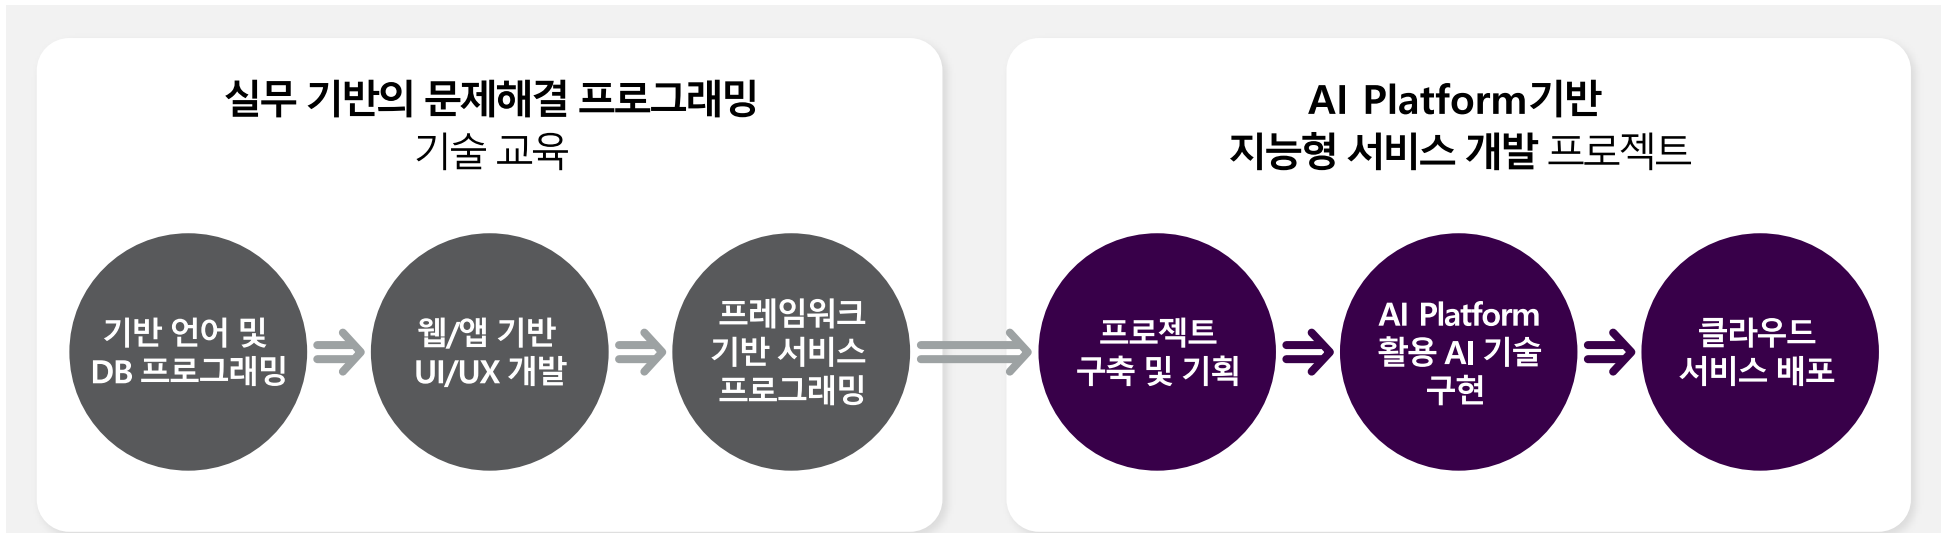 실무 기반의 문제해결 프로그래밍
기술 교육
기반 언어 및
DB 프로그래밍
웹/앱 기반
UI/UX 개발
프레임워크
기반 서비스
프로그래밍
AI Platform기반
지능형 서비스 개발 프로젝트
프로젝트
구축 및 기획
AI Platform
활용 AI 기술
구현
클라우드
서비스 배포